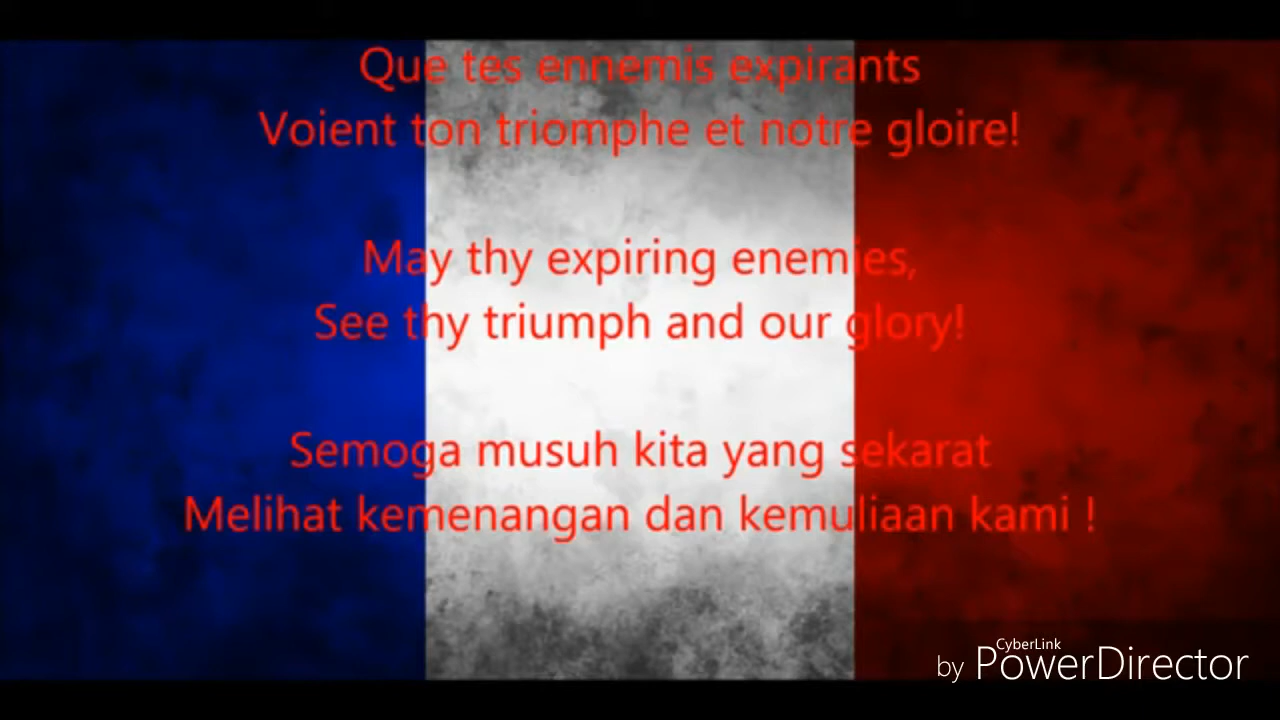 Que tes ennemis expirants
Voient ton triomphe et notre gloire!
May thy expiring enemies,
See thy triumph and our glory!
Semoga musuh kita yang sekarat
Melihat kemenangan dan kemuliaan kami !
CyberLink
by PowerDirector